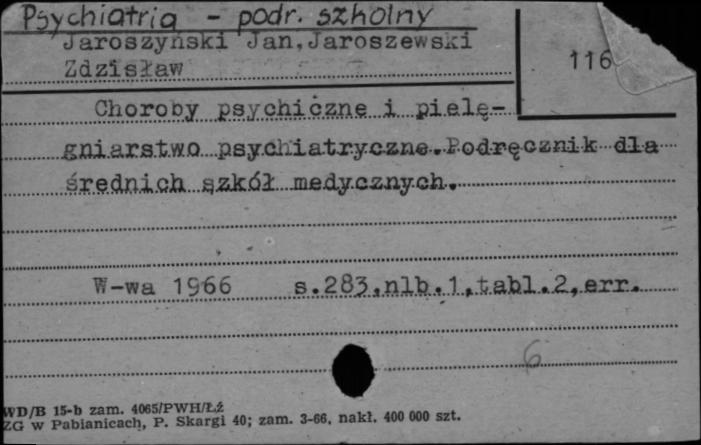 Psychiatria - podr. szkolny
Jaroszyński Jan,Jaroszewski
Zdzisław
116
Choroby psychiczne i pielę-
gniarstwo psychiatryczne.Podręcznik dla
średnich szkół medycznych.
W-wa 1966 s.283,nlb.1,tabl.2,err.
6
WD/B 15-b zam. 4065/PWH/Łź
ZG w Pabianicach, P. Skargi 40; zam. 3-66, nakł. 400 000 szt.